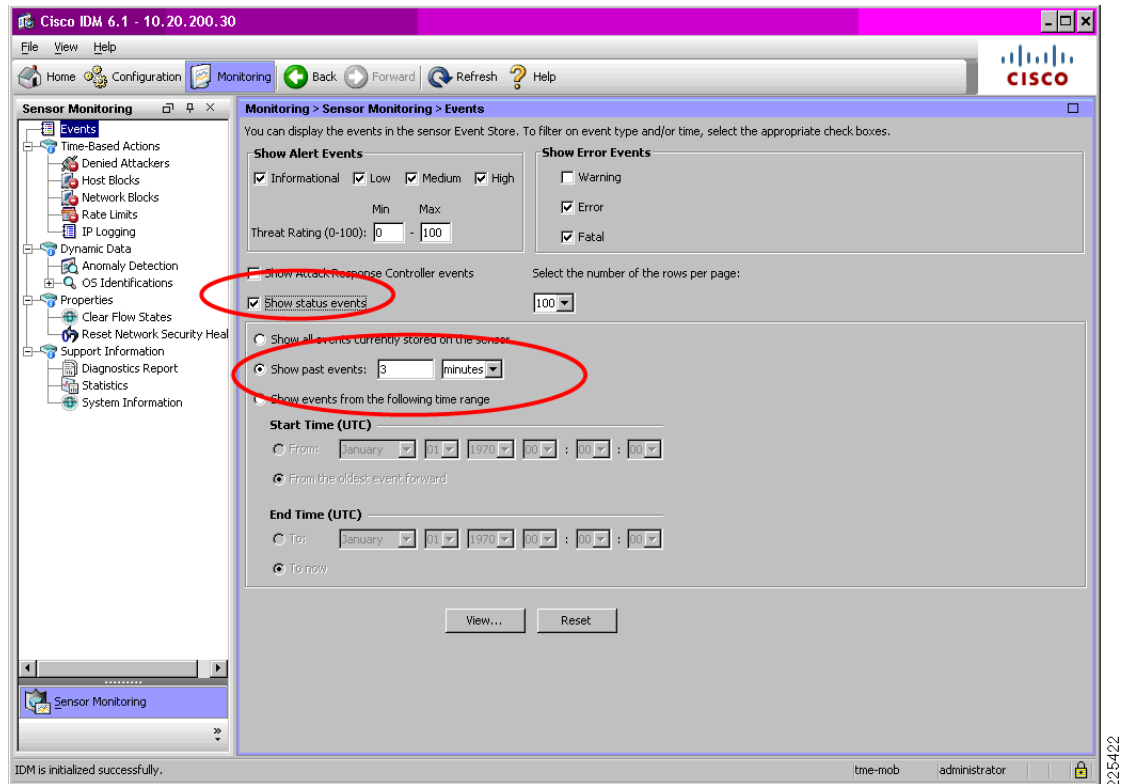 Cisco IDM 6.1 - 10.20.200.30
File View Help
Home Configuration Monitoring Back Forward Refresh Help
CISCO
Sensor Monitoring
Events
Time-Based Actions
Denied Attackers
Host Blocks
Network Blocks
Rate Limits
IP Logging
Dynamic Data
Anomaly Detection
OS Identifications
Properties
Clear Flow States
Reset Network Security Heal
Support Information
Diagnostics Report
Statistics
System Information
Sensor Monitoring
Monitoring > Sensor Monitoring > Events
You can display the events in the sensor Event Store. To filter on event type and/or time, select the appropriate check boxes.
Show Alert Events
Informational Low Medium High
Min Max
Threat Rating (0-100): 0 - 100
Show Error Events
Warning
Error
Fatal
Show Attack Response Controller events
Select the number of the rows per page:
Show status events
100
Show all events currently stored on the sensor
Show past events: 3 minutes
Show events from the following time range
Start Time (UTC)
From: January 01 1970 00 : 00 : 00
From the oldest event forward
End Time (UTC)
To: January 01 1970 00 : 00 : 00
To now
View... Reset
IDM is initialized successfully.
tme-mob administrator
225422